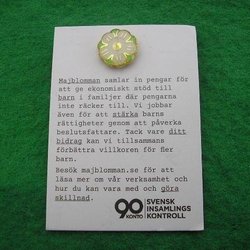 Majblomman samlar in pengar för
att ge ekonomiskt stöd till
barn i familjer där pengarna
inte räcker till. Vi jobbar
även för att stärka barns
rättigheter genom att påverka
beslutsfattare. Tack vare ditt
bidrag kan vi tillsammans
förbättra villkoren för fler
barn.
Besök majblomman.se för att
läsa mer om vår verksamhet och
hur du kan vara med och göra
skillnad.
90
KONTO
SVENSK
INSAMLINGS
KONTROLL